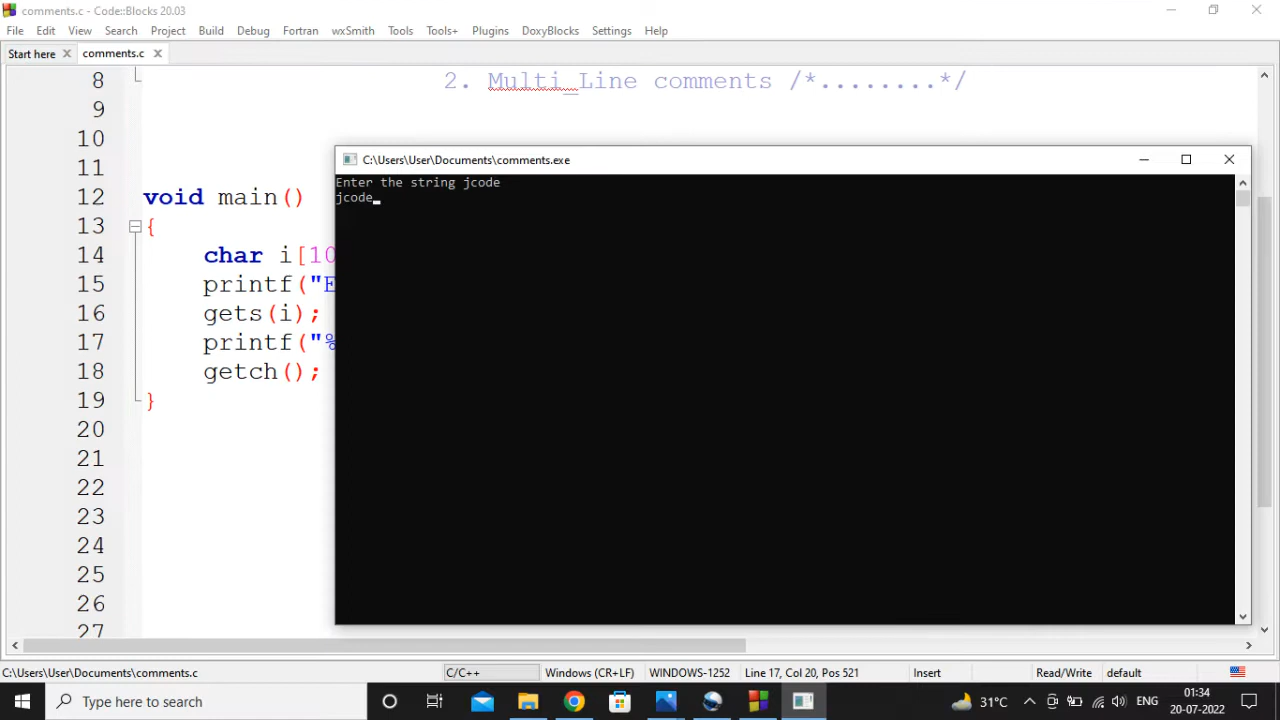 comments.c - Code::Blocks 20.03
File Edit View Search Project Build Debug Fortran wxSmith Tools Tools+ Plugins DoxyBlocks Settings Help
Start here comments.c
8 2. Multi_Line comments /*........*/
9
10
11
12 void main()
13 {
14 char i[10
15 printf("E
16 gets(i);
17 printf("%
18 getch();
19 }
20
21
22
23
24
25
26
27
C:\Users\User\Documents\comments.exe
Enter the string jcode
jcode
C:\Users\User\Documents\comments.c C/C++ Windows (CR+LF) WINDOWS-1252 Line 17, Col 20, Pos 521 Insert Read/Write default
Type here to search 31°C ENG 01:34
20-07-2022